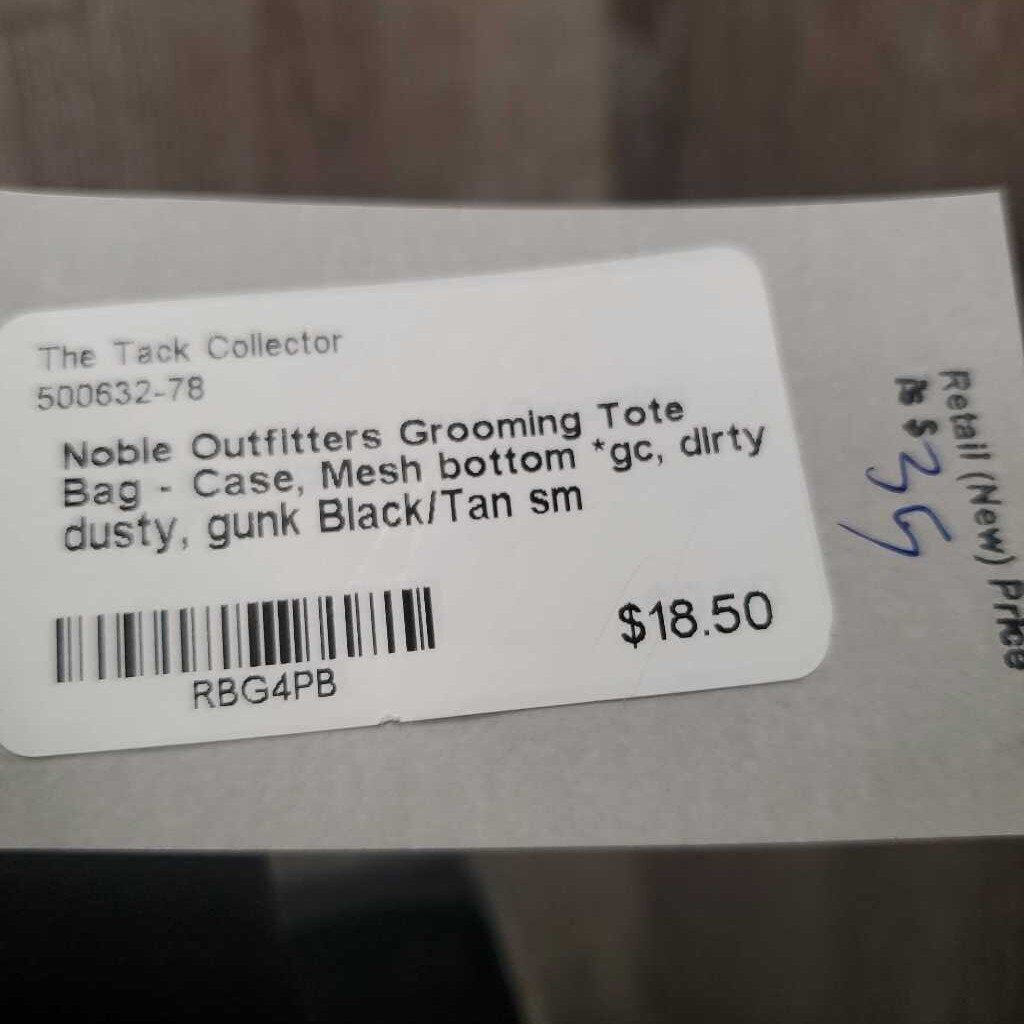 The Tack Collector
500632-78
Noble Outfitters Grooming Tote
Bag - Case, Mesh bottom *gc, dirty
dusty, gunk Black/Tan sm
$18.50
RBG4PB
Retail (New) Price
is $35